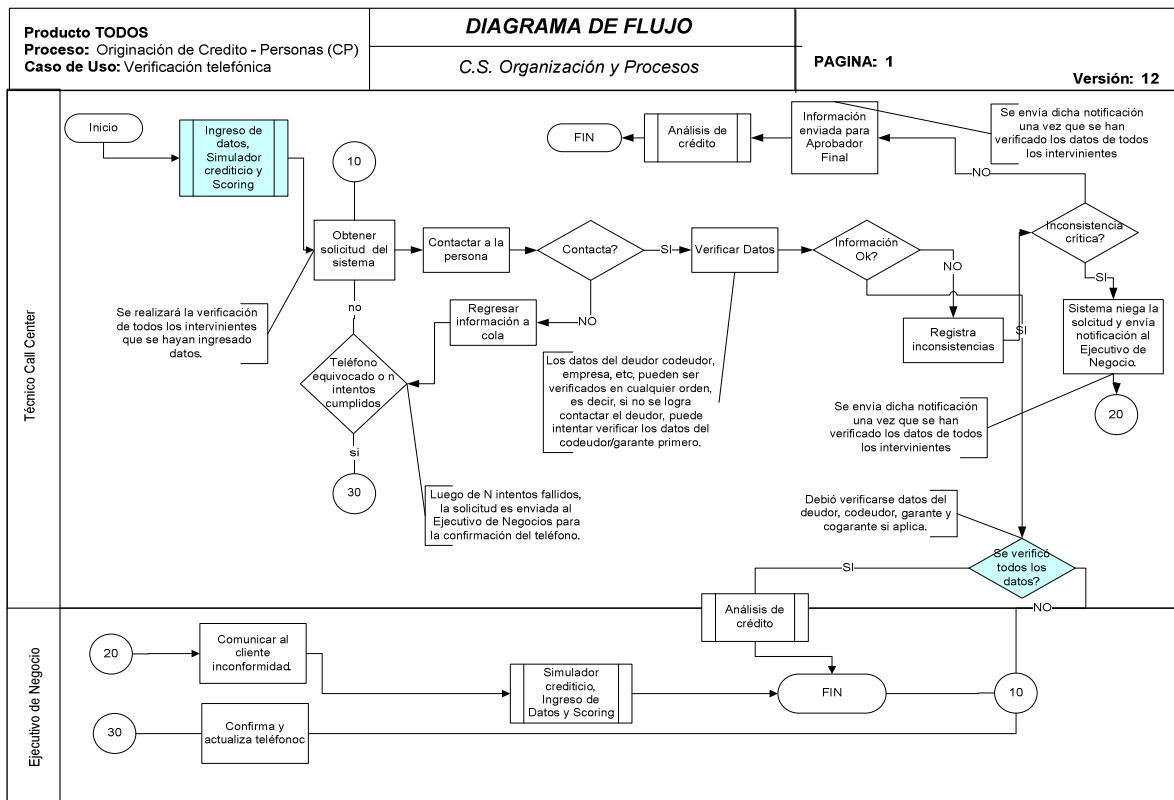 Producto TODOS
Proceso: Originación de Credito - Personas (CP)
Caso de Uso: Verificación telefónica
DIAGRAMA DE FLUJO
C.S. Organización y Procesos
PAGINA: 1
Versión: 12
Técnico Call Center
Inicio
Ingreso de
datos,
Simulador
crediticio y
Scoring
10
FIN
Análisis de
crédito
Información
enviada para
Aprobador
Final
Se envía dicha notificación
una vez que se han
verificado los datos de todos
los intervinientes
NO
Obtener
solicitud del
sistema
Contactar a la
persona
Contacta?
SI
Verificar Datos
Información
Ok?
NO
Inconsistencia
crítica?
SI
Se realizará la verificación
de todos los intervinientes
que se hayan ingresado
datos.
no
Regresar
información a
cola
NO
Registra
inconsistencias
SI
Sistema niega la
solcitud y envía
notificación al
Ejecutivo de
Negocio.
Teléfono
equivocado o n
intentos
cumplidos
Los datos del deudor codeudor,
empresa, etc, pueden ser
verificados en cualquier orden,
es decir, si no se logra
contactar el deudor, puede
intentar verificar los datos del
codeudor/garante primero.
Se envía dicha notificación
una vez que se han
verificado los datos de todos
los intervinientes
20
si
30
Luego de N intentos fallidos,
la solicitud es enviada al
Ejecutivo de Negocios para
la confirmación del teléfono.
Debió verificarse datos del
deudor, codeudor, garante y
cogarante si aplica.
Se verificó
todos los
datos?
SI
NO
Ejecutivo de Negocio
Análisis de
crédito
20
Comunicar al
cliente
inconformidad.
Simulador
crediticio,
Ingreso de
Datos y Scoring
FIN
10
30
Confirma y
actualiza teléfonoc